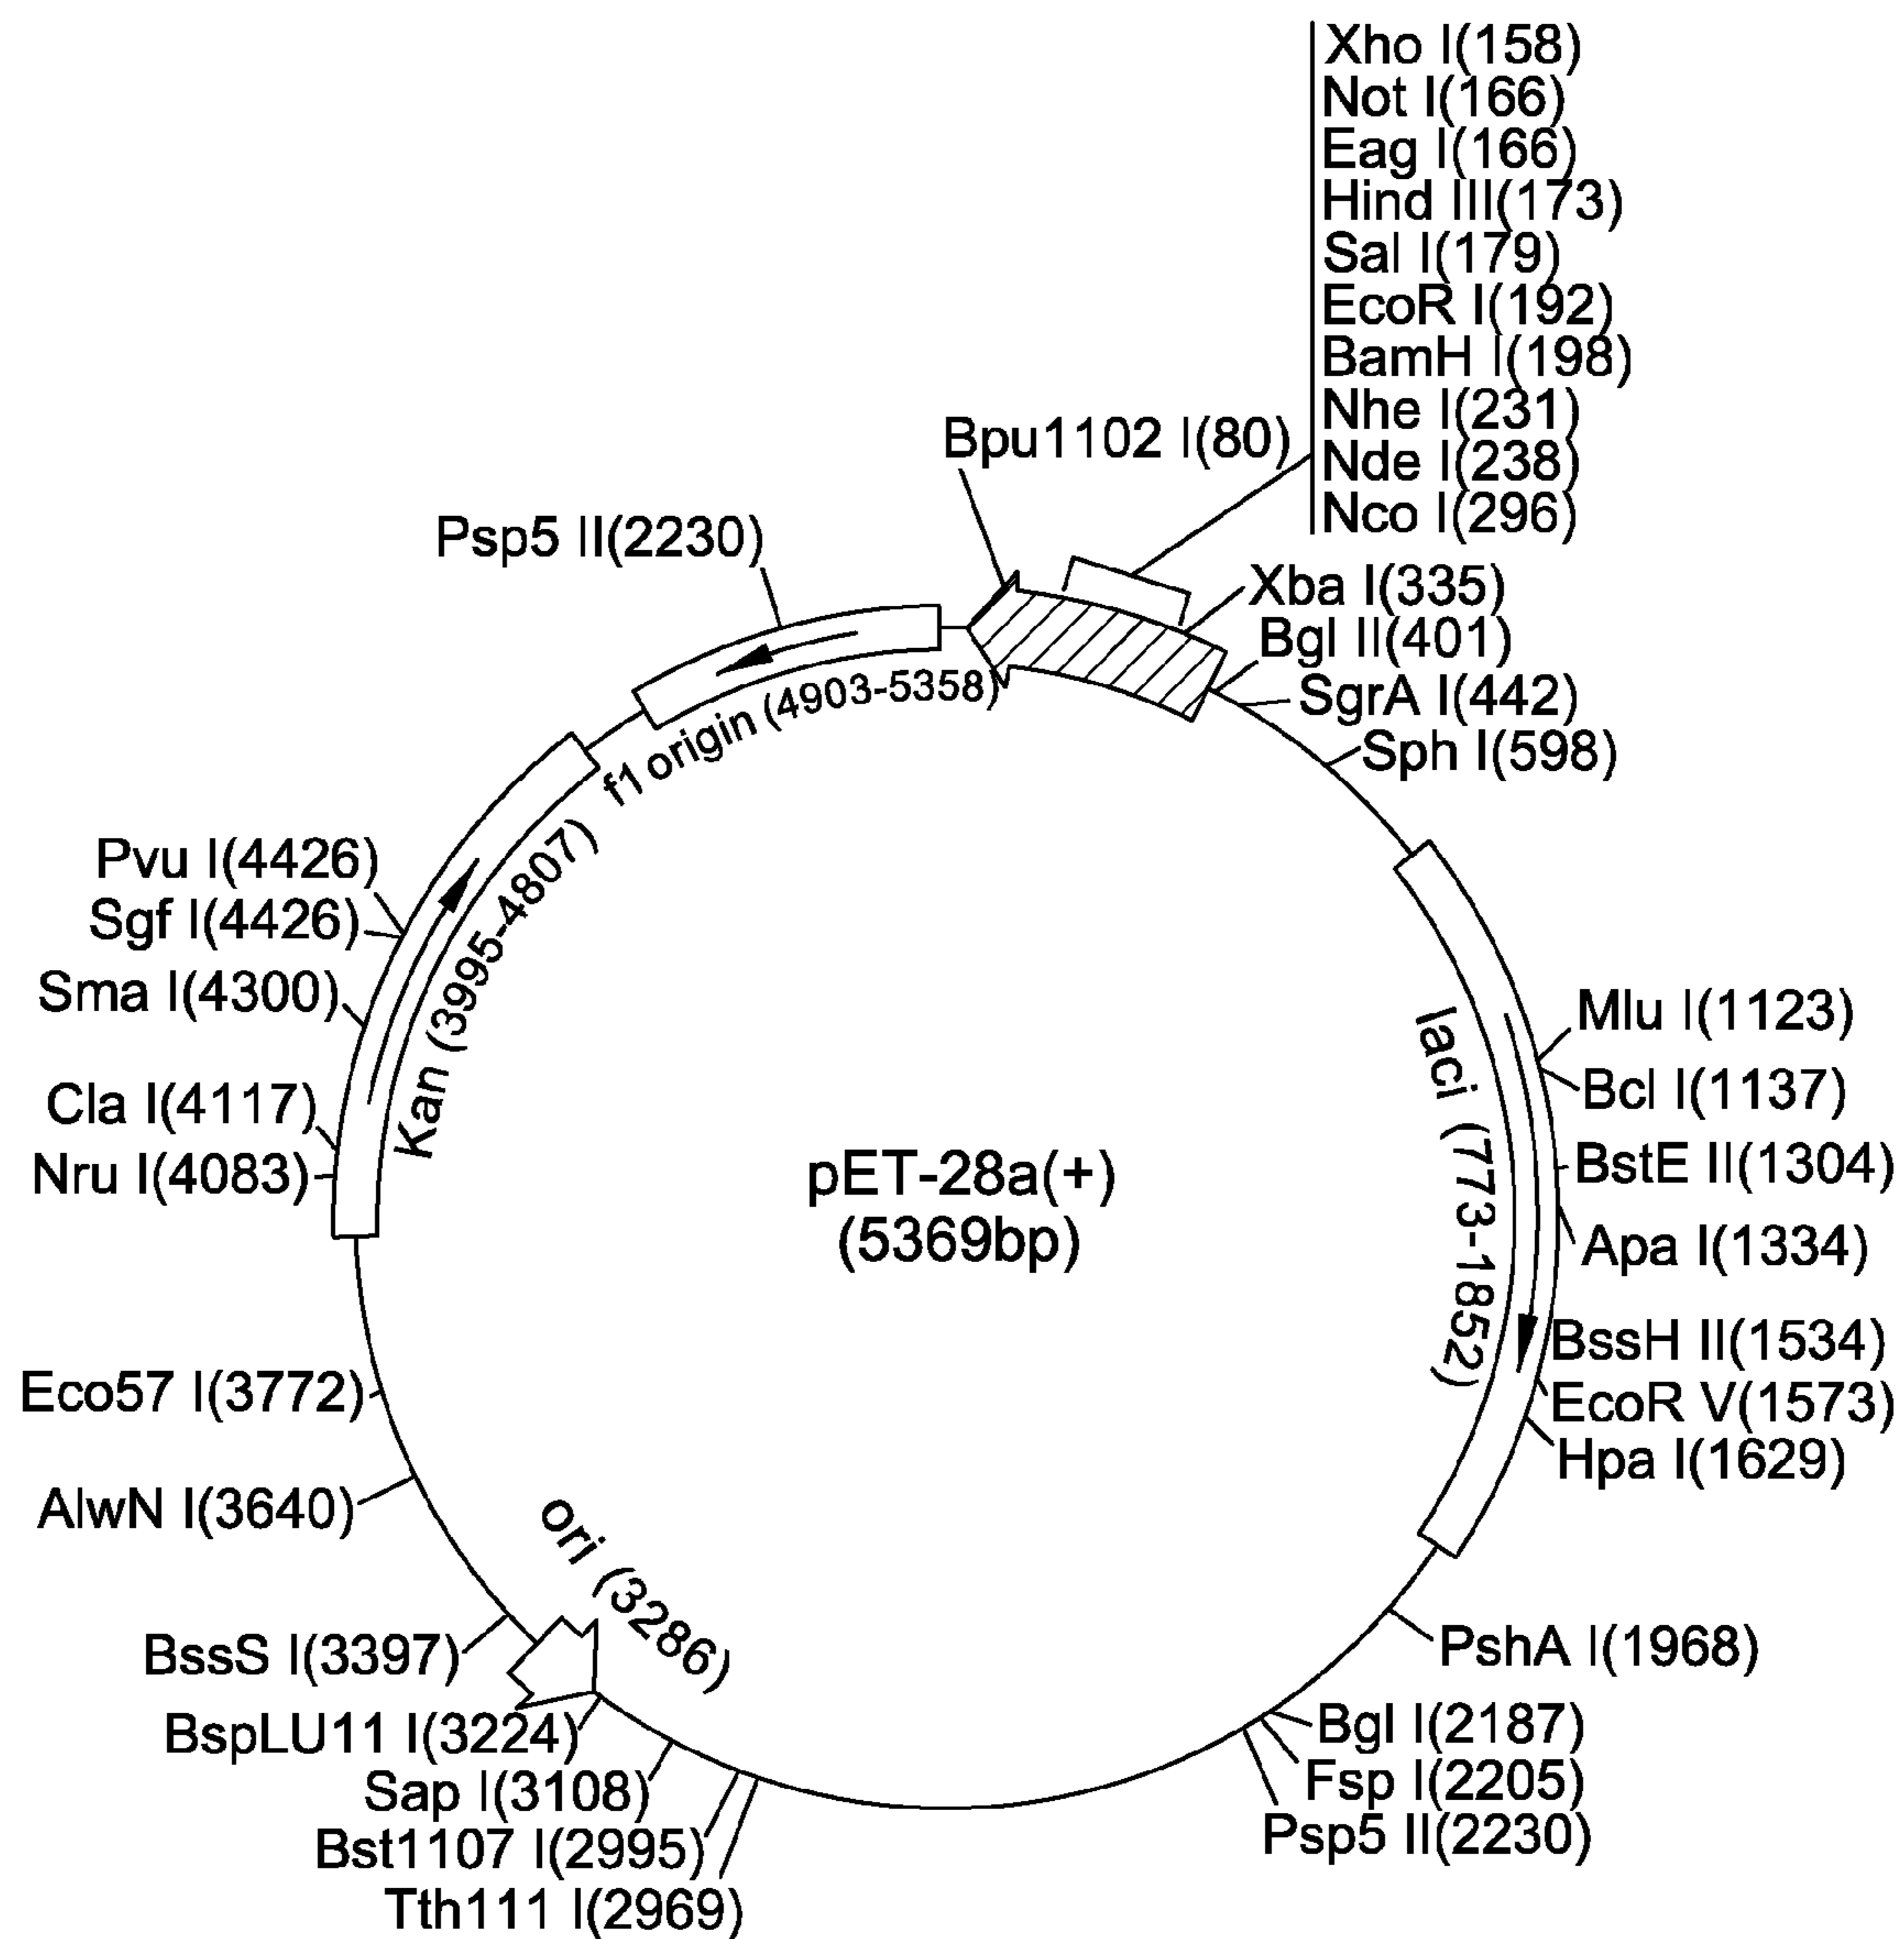 Xho I(158)
Not I(166)
Eag I(166)
Hind III(173)
Sal I(179)
EcoR I(192)
BamH I(198)
Nhe I(231)
Nde I(238)
Nco I(296)
Bpu1102 I(80)
Psp5 II(2230)
Xba I(335)
Bgl II(401)
SgrA I(442)
Sph I(598)
f1 origin (4903-5358)
Pvu I(4426)
Sgf I(4426)
Sma I(4300)
Cla I(4117)
Nru I(4083)
Kan (3995-4807)
pET-28a(+)
(5369bp)
laci (773-1852)
Mlu I(1123)
Bcl I(1137)
BstE II(1304)
Apa I(1334)
BssH II(1534)
EcoR V(1573)
Hpa I(1629)
Eco57 I(3772)
AlwN I(3640)
ori (3286)
BssS I(3397)
BspLU11 I(3224)
Sap I(3108)
Bst1107 I(2995)
Tth111 I(2969)
PshA I(1968)
Bgl I(2187)
Fsp I(2205)
Psp5 II(2230)